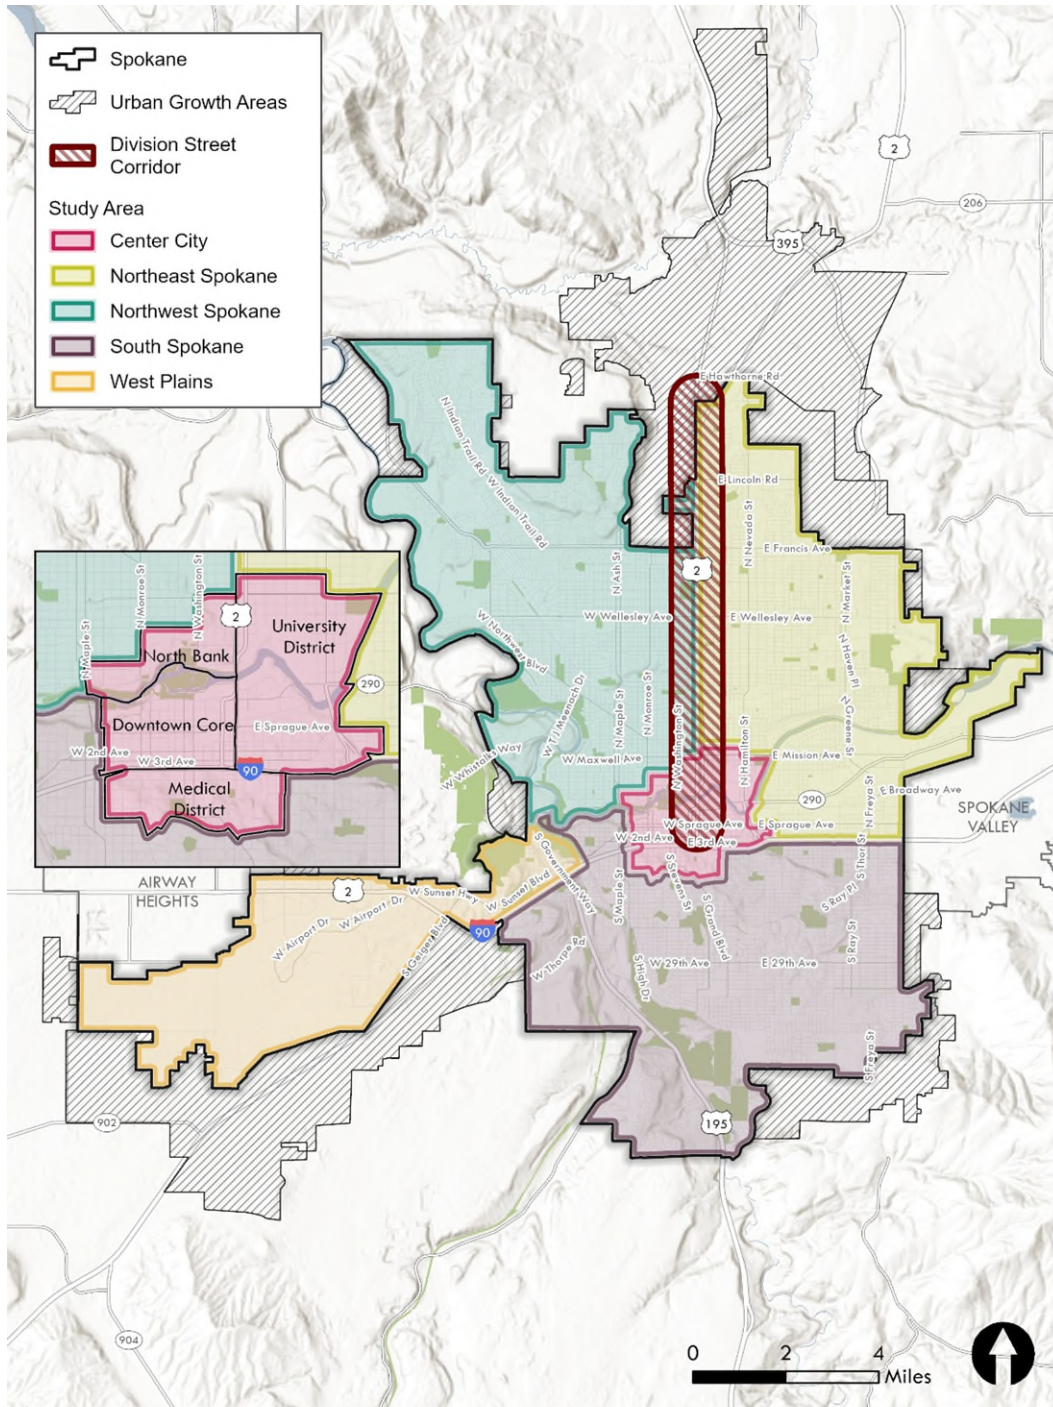 Spokane
Urban Growth Areas
Division Street
Corridor
Study Area
Center City
Northeast Spokane
Northwest Spokane
South Spokane
West Plains
2
206
395
E Hawthorne Rd
N Indian Trail Rd
W Indian Trail Rd
E Lincoln Rd
N Nevada St
E Francis Ave
N Ash St
2
N Market St
W Wellesley Ave
E Wellesley Ave
W Northwest Blvd
N Haven Pl
W T J Meenach Dr
N Maple St
N Monroe St
N Washington St
N Greene St
N Hamilton St
E Mission Ave
W Whistalks Way
W Maxwell Ave
E Broadway Ave
290
N Freya St
SPOKANE
VALLEY
W Sprague Ave
E Sprague Ave
W 2nd Ave
E 3rd Ave
S Thor St
N Monroe St
N Washington St
2
N Maple St
University
District
North Bank
290
Downtown Core
E Sprague Ave
W 2nd Ave
W 3rd Ave
90
Medical
District
AIRWAY
HEIGHTS
2
W Sunset Hwy
W Sunset Blvd
S Government Way
W Airport Dr
W Airport Dr
S Geiger Blvd
90
S Maple St
S Stevens St
S Grand Blvd
S Ray Pl
S Ray St
W Thorpe Rd
S High Dr
W 29th Ave
E 29th Ave
S Freya St
195
902
904
0 2 4
Miles